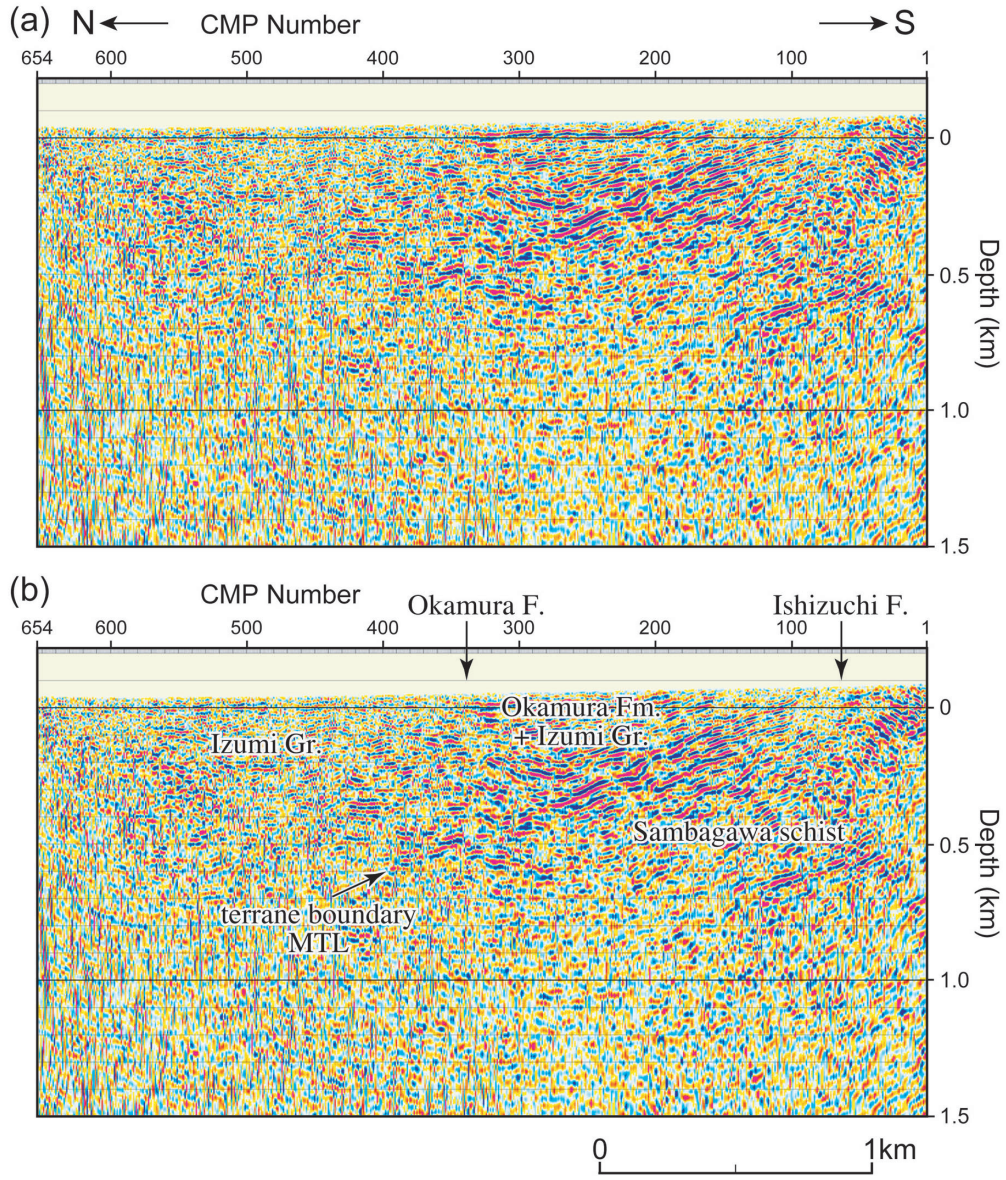 (a) N CMP Number S
654 600 500 400 300 200 100 1
0
0.5
1.0
1.5
Depth (km)
(b) CMP Number Okamura F. Ishizuchi F.
654 600 500 400 300 200 100 1
0
Okamura Fm.
+ Izumi Gr.
Izumi Gr.
Sambagawa schist
0.5
terrane boundary
MTL
1.0
1.5
Depth (km)
0 1km